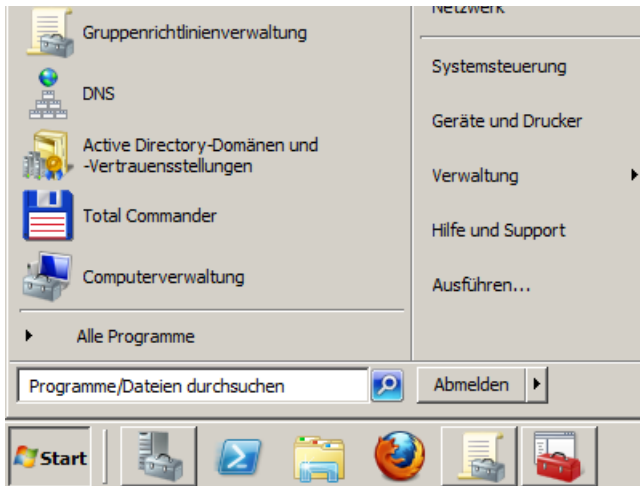 Gruppenrichtlinienverwaltung
DNS
Active Directory-Domänen und
-Vertrauensstellungen
Total Commander
Computerverwaltung
Alle Programme
Programme/Dateien durchsuchen
Netzwerk
Systemsteuerung
Geräte und Drucker
Verwaltung
Hilfe und Support
Ausführen...
Abmelden
Start